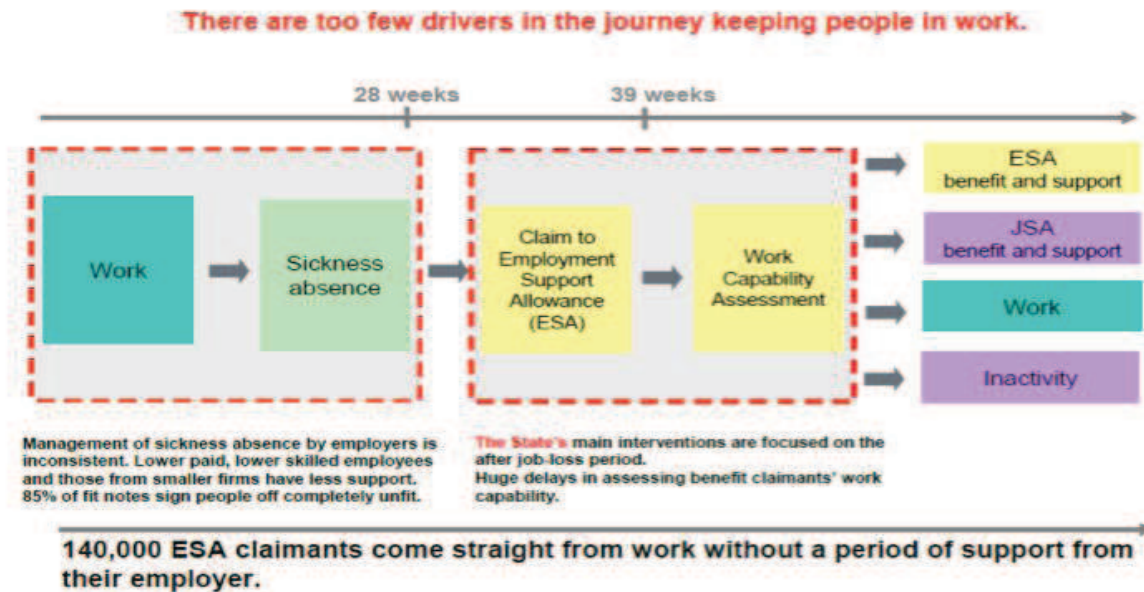 There are too few drivers in the journey keeping people in work.
28 weeks
39 weeks
Work
Sickness
absence
Claim to
Employment
Support
Allowance
(ESA)
Work
Capability
Assessment
ESA
benefit and support
JSA
benefit and support
Work
Inactivity
Management of sickness absence by employers is
inconsistent. Lower paid, lower skilled employees
and those from smaller firms have less support.
85% of fit notes sign people off completely unfit.
The State's main interventions are focused on the
after job-loss period.
Huge delays in assessing benefit claimants' work
capability.
140,000 ESA claimants come straight from work without a period of support from
their employer.